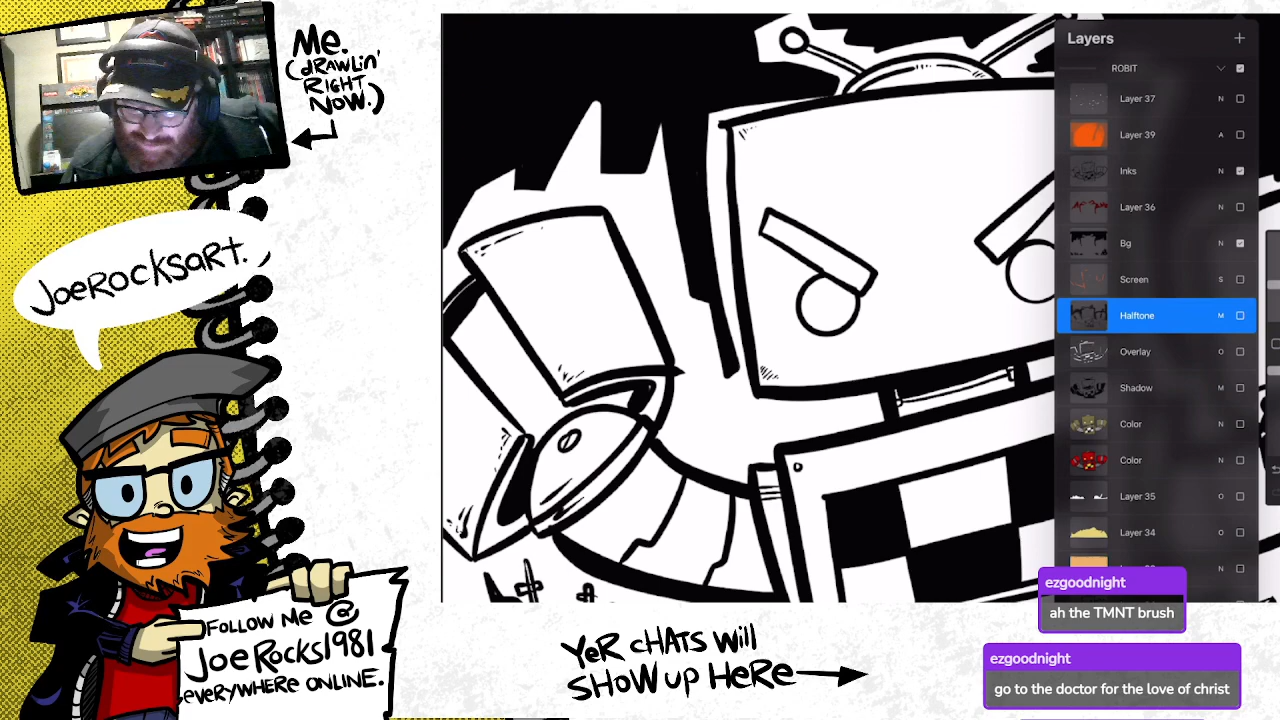 Me.
(dRAWLin'
RIGHT
NOW.)
JoeRocksart.
FOLLOW Me @
JoeRocks1981
everyWHere ONLINE.
Layers
ROBIT
Layer 37 N
Layer 39 A
Inks N
Layer 36 N
Bg N
Screen S
Halftone M
Overlay O
Shadow M
Color N
Color N
Layer 35 O
Layer 34 O
N
YeR cHATS Will
SHOW up HeRe
ezgoodnight
ah the TMNT brush
ezgoodnight
go to the doctor for the love of christ